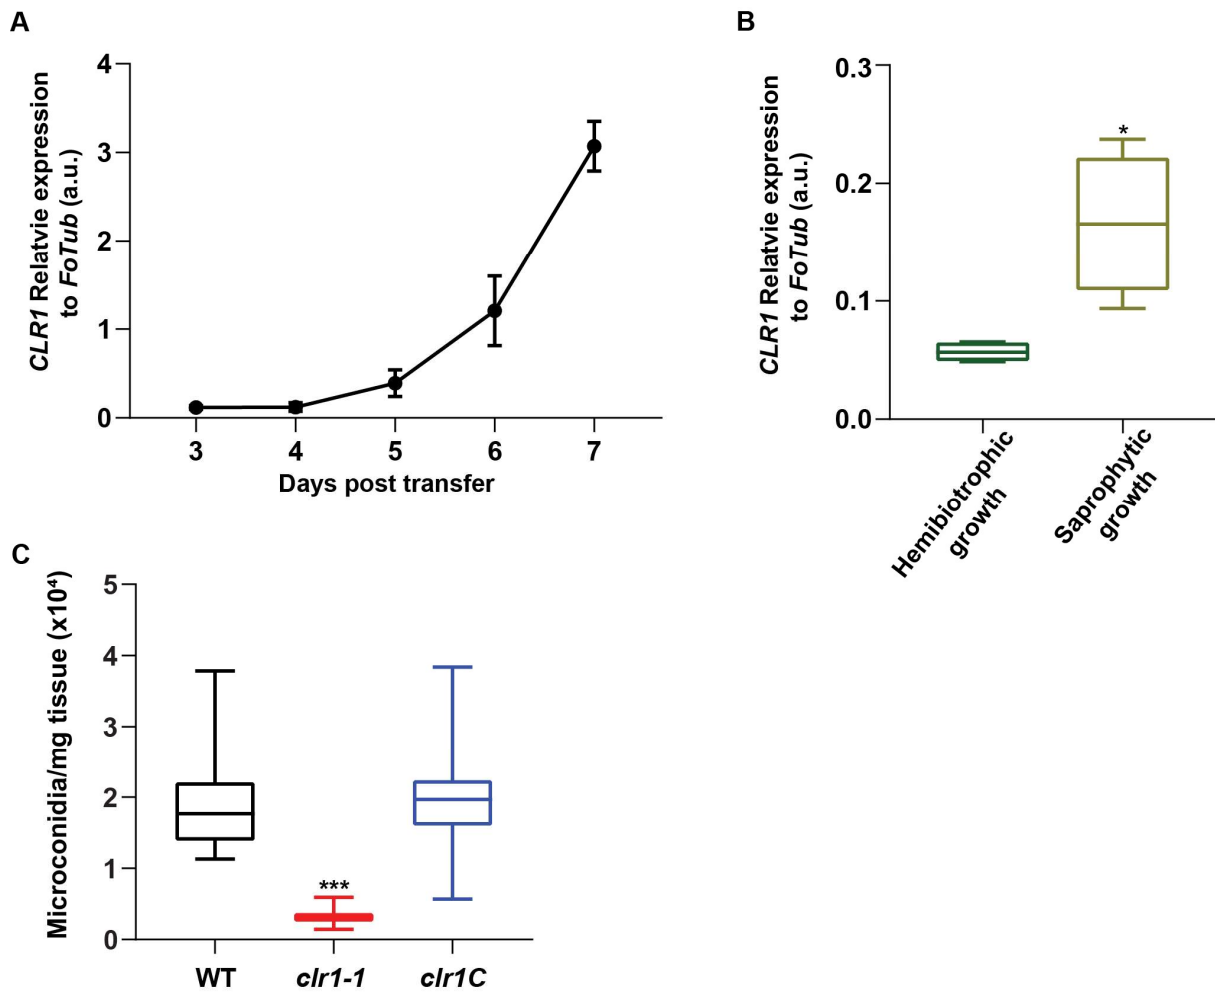 A
CLR1 Relatvie expression
to FoTub (a.u.)
4
3
2
1
0
3 4 5 6 7
Days post transfer
B
CLR1 Relatvie expression
to FoTub (a.u.)
0.3
0.2
0.1
0.0
*
Hemibiotrophic
growth
Saprophytic
growth
C
Microconidia/mg tissue (x10⁴)
5
4
3
2
1
0
***
WT clr1-1 clr1C